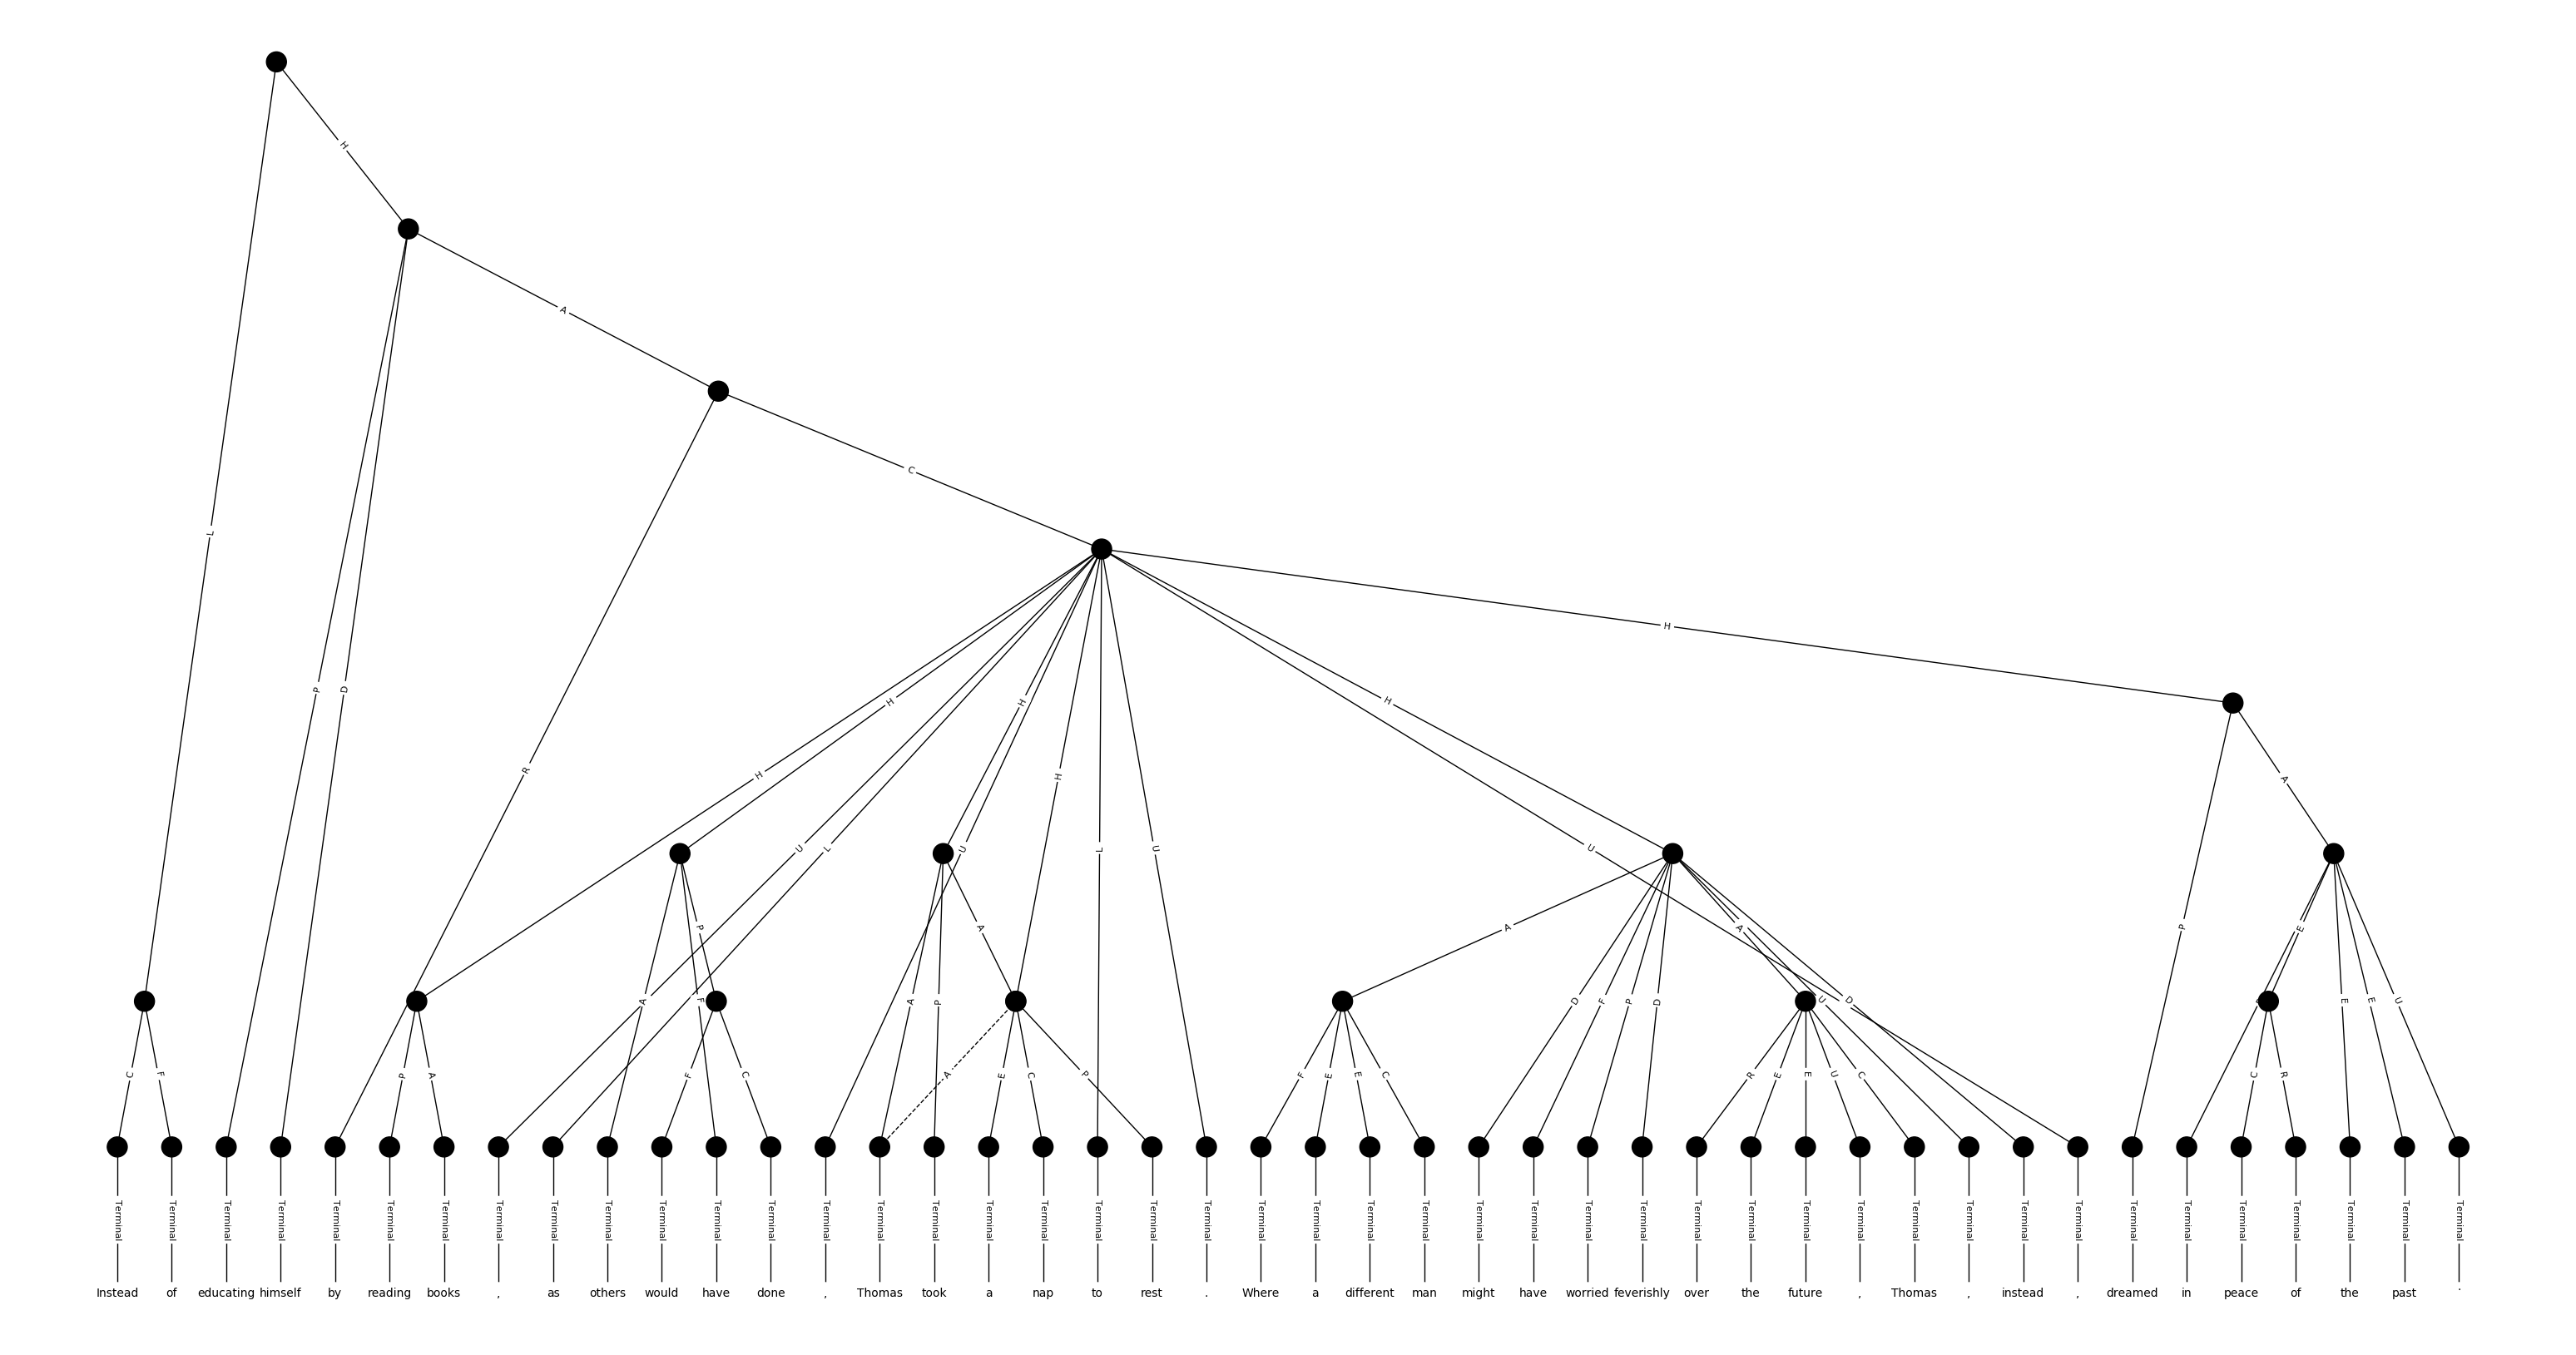 H
A
C
L
H
P
D
H
H
R
H
H
A
U
L
U
H
L
U
U
A
P
A
A
P
E
A
F
A
P
D
F
P
D
U
D
E
E
U
C
F
P
A
F
C
A
E
C
P
F
E
E
C
R
E
E
U
C
C
R
Terminal Terminal Terminal Terminal Terminal Terminal Terminal Terminal Terminal Terminal Terminal Terminal Terminal Terminal Terminal Terminal Terminal Terminal Terminal Terminal Terminal Terminal Terminal Terminal Terminal Terminal Terminal Terminal Terminal Terminal Terminal Terminal Terminal Terminal Terminal Terminal Terminal Terminal Terminal Terminal Terminal Terminal Terminal Terminal
Instead of educating himself by reading books , as others would have done , Thomas took a nap to rest . Where a different man might have worried feverishly over the future , Thomas , instead , dreamed in peace of the past .